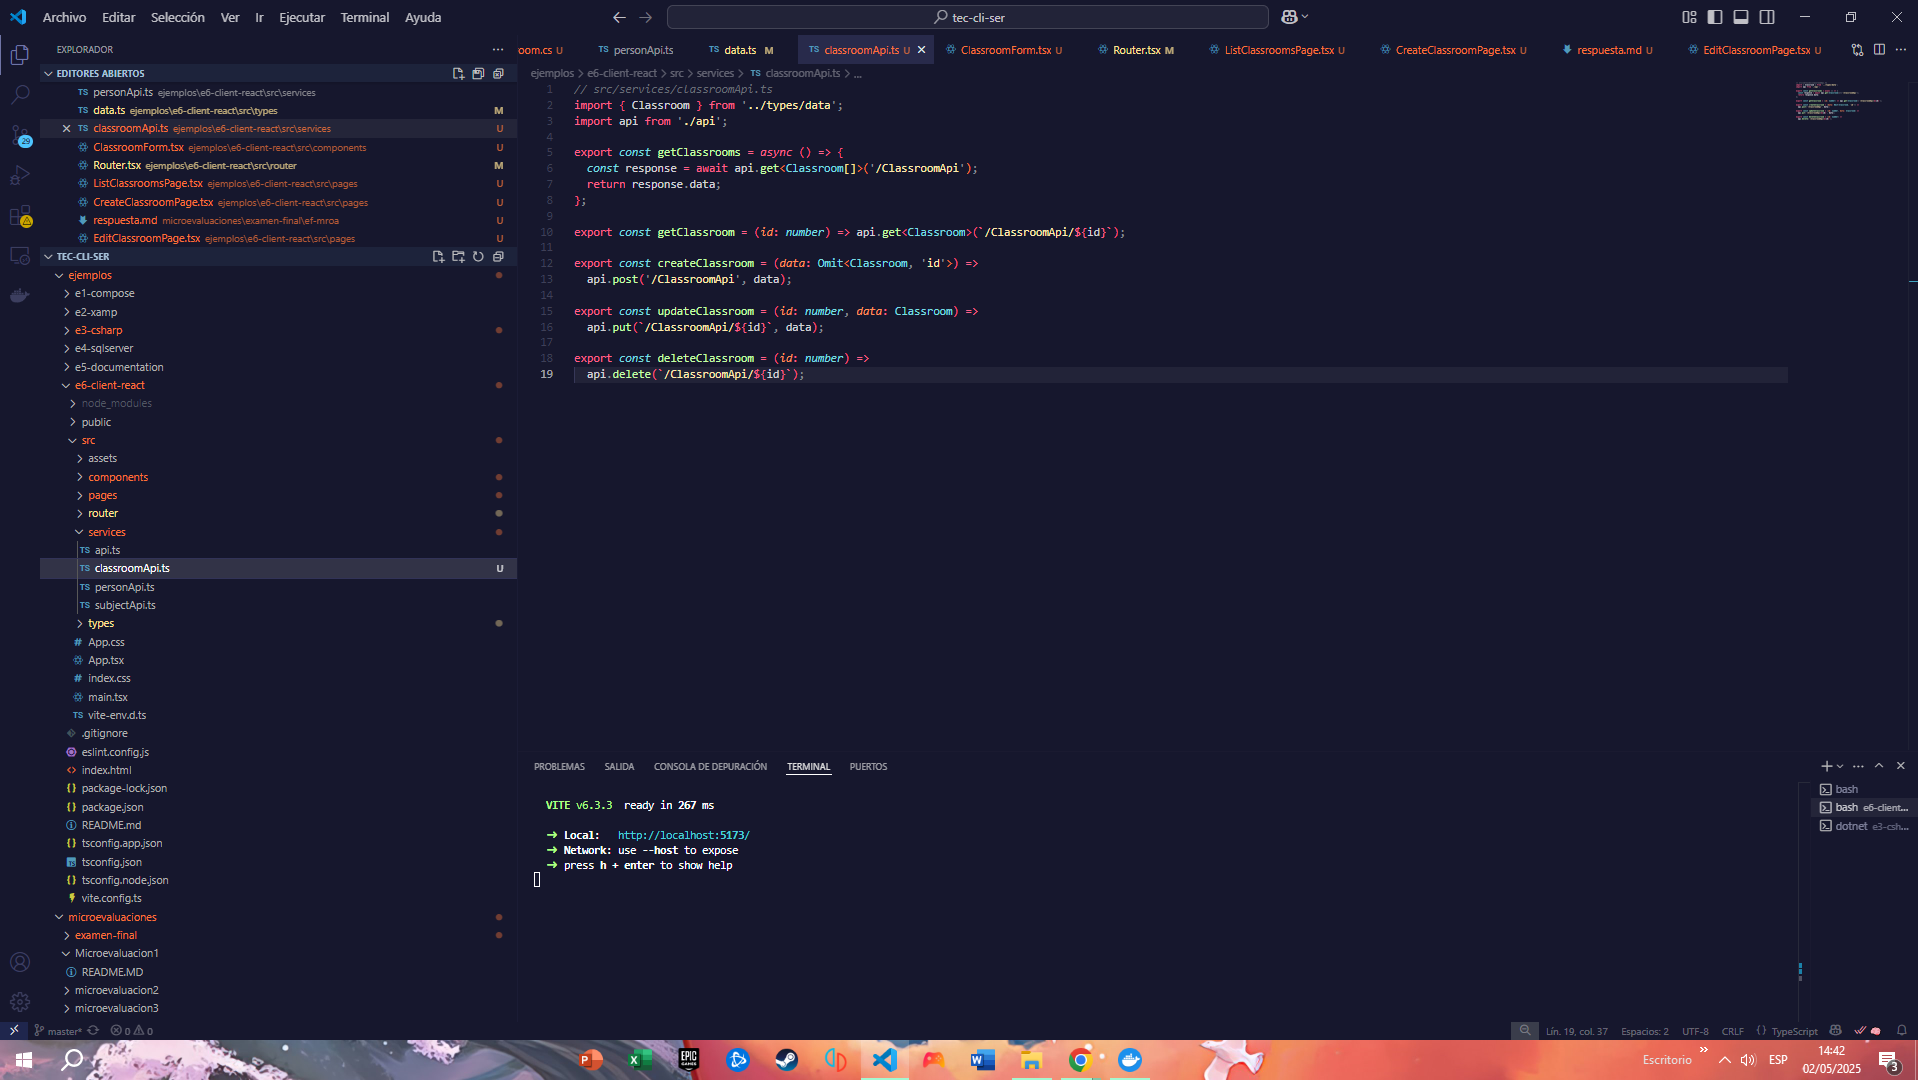 Archivo Editar Selección Ver Ir Ejecutar Terminal Ayuda
tec-cli-ser
EXPLORADOR
EDITORES ABIERTOS
personApi.ts ejemplos\e6-client-react\src\services
data.ts ejemplos\e6-client-react\src\types M
classroomApi.ts ejemplos\e6-client-react\src\services U
ClassroomForm.tsx ejemplos\e6-client-react\src\components U
Router.tsx ejemplos\e6-client-react\src\router M
ListClassroomsPage.tsx ejemplos\e6-client-react\src\pages U
CreateClassroomPage.tsx ejemplos\e6-client-react\src\pages U
respuesta.md microevaluaciones\examen-final\ef-mroa U
EditClassroomPage.tsx ejemplos\e6-client-react\src\pages U
TEC-CLI-SER
ejemplos
e1-compose
e2-xamp
e3-csharp
e4-sqlserver
e5-documentation
e6-client-react
node_modules
public
src
assets
components
pages
router
services
TS api.ts
TS classroomApi.ts U
TS personApi.ts
TS subjectApi.ts
types
# App.css
App.tsx
# index.css
main.tsx
TS vite-env.d.ts
.gitignore
eslint.config.js
index.html
package-lock.json
package.json
README.md
tsconfig.app.json
tsconfig.json
tsconfig.node.json
vite.config.ts
microevaluaciones
examen-final
Microevaluacion1
README.MD
microevaluacion2
microevaluacion3
oom.cs U TS personApi.ts TS data.ts M TS classroomApi.ts U ClassroomForm.tsx U Router.tsx M ListClassroomsPage.tsx U CreateClassroomPage.tsx U respuesta.md U EditClassroomPage.tsx U
ejemplos > e6-client-react > src > services > TS classroomApi.ts > ...
1 // src/services/classroomApi.ts
2 import { Classroom } from '../types/data';
3 import api from './api';
4
5 export const getClassrooms = async () => {
6 const response = await api.get<Classroom[]>('/ClassroomApi');
7 return response.data;
8 };
9
10 export const getClassroom = (id: number) => api.get<Classroom>(`/ClassroomApi/${id}`);
11
12 export const createClassroom = (data: Omit<Classroom, 'id'>) =>
13 api.post('/ClassroomApi', data);
14
15 export const updateClassroom = (id: number, data: Classroom) =>
16 api.put(`/ClassroomApi/${id}`, data);
17
18 export const deleteClassroom = (id: number) =>
19 api.delete(`/ClassroomApi/${id}`);
PROBLEMAS SALIDA CONSOLA DE DEPURACIÓN TERMINAL PUERTOS
VITE v6.3.3 ready in 267 ms
➜ Local: http://localhost:5173/
➜ Network: use --host to expose
➜ press h + enter to show help
bash
bash e6-client...
dotnet e3-csh...
29
master* 0 0
Lín. 19, col. 37 Espacios: 2 UTF-8 CRLF {} TypeScript
EPIC GAMES
Escritorio ESP
14:42
02/05/2025
3